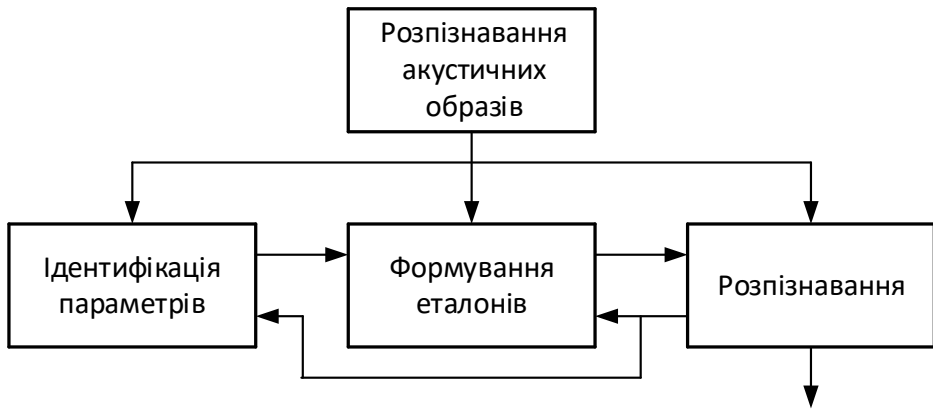 Розпізнавання
акустичних
образів
Ідентифікація
параметрів
Формування
еталонів
Розпізнавання